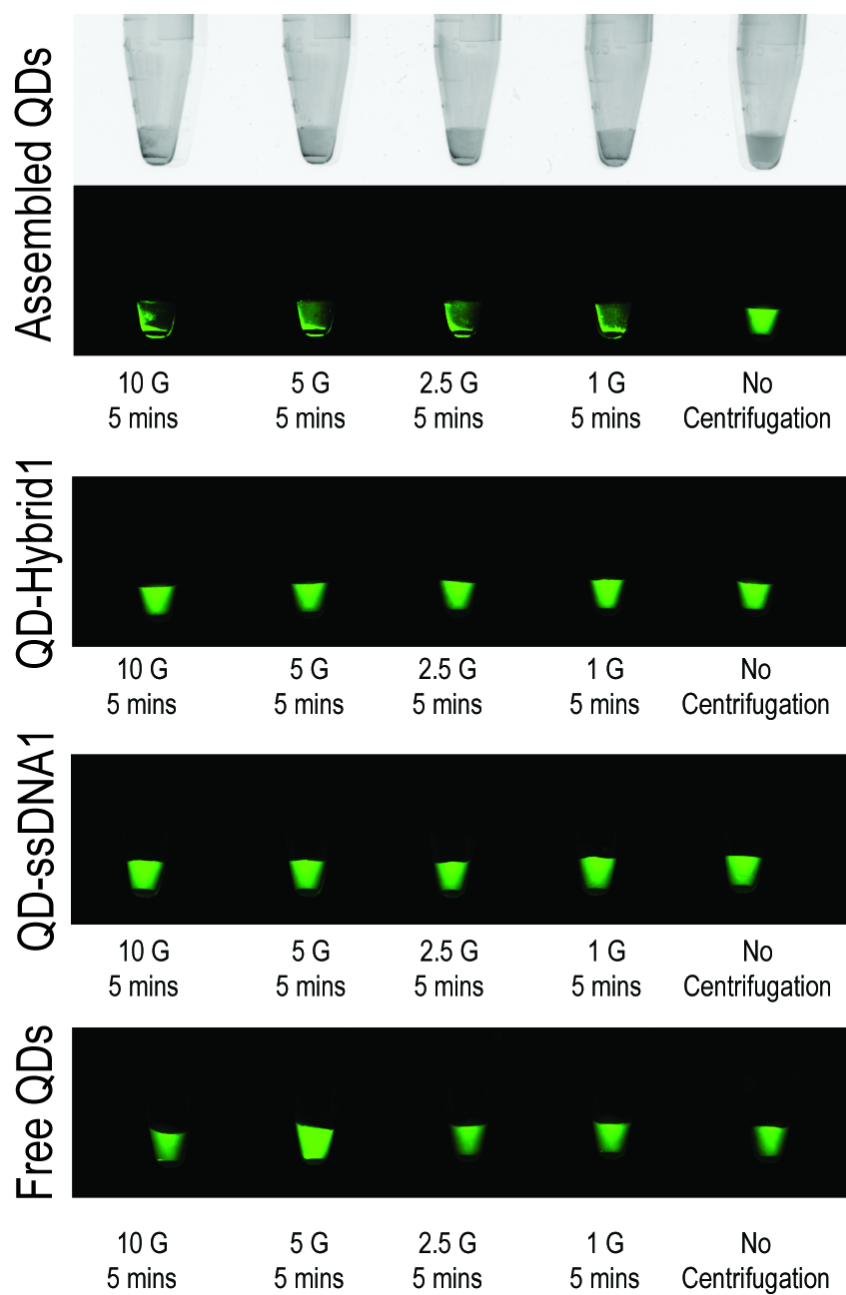 Assembled QDs
10 G 5 G 2.5 G 1 G No
5 mins 5 mins 5 mins 5 mins Centrifugation
QD-Hybrid1
10 G 5 G 2.5 G 1 G No
5 mins 5 mins 5 mins 5 mins Centrifugation
QD-ssDNA1
10 G 5 G 2.5 G 1 G No
5 mins 5 mins 5 mins 5 mins Centrifugation
Free QDs
10 G 5 G 2.5 G 1 G No
5 mins 5 mins 5 mins 5 mins Centrifugation